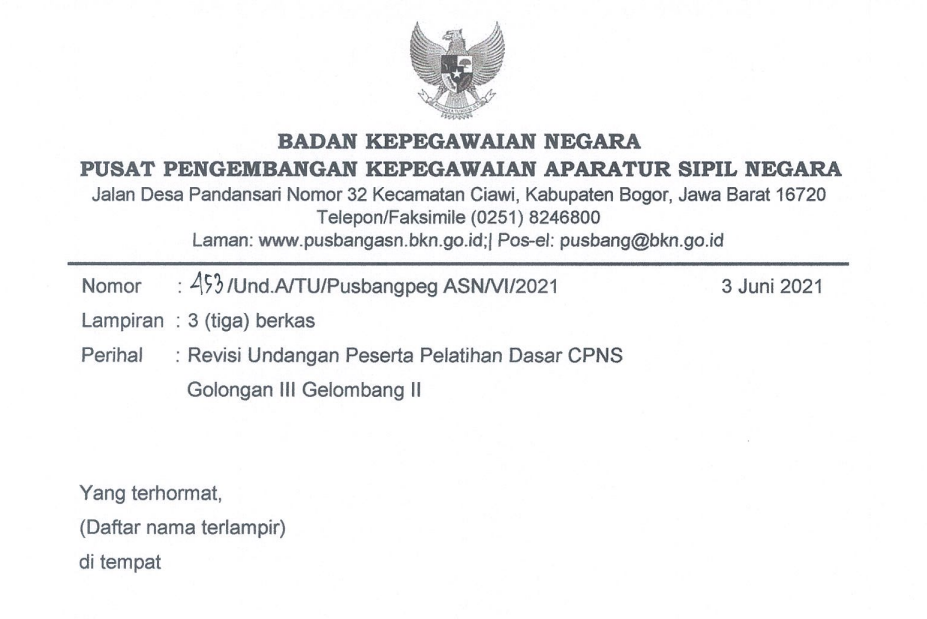 BADAN KEPEGAWAIAN NEGARA
PUSAT PENGEMBANGAN KEPEGAWAIAN APARATUR SIPIL NEGARA
Jalan Desa Pandansari Nomor 32 Kecamatan Ciawi, Kabupaten Bogor, Jawa Barat 16720
Telepon/Faksimile (0251) 8246800
Laman: www.pusbangasn.bkn.go.id;| Pos-el: pusbang@bkn.go.id
Nomor : 453/Und.A/TU/Pusbangpeg ASN/VI/2021 3 Juni 2021
Lampiran : 3 (tiga) berkas
Perihal : Revisi Undangan Peserta Pelatihan Dasar CPNS
Golongan III Gelombang II
Yang terhormat,
(Daftar nama terlampir)
di tempat